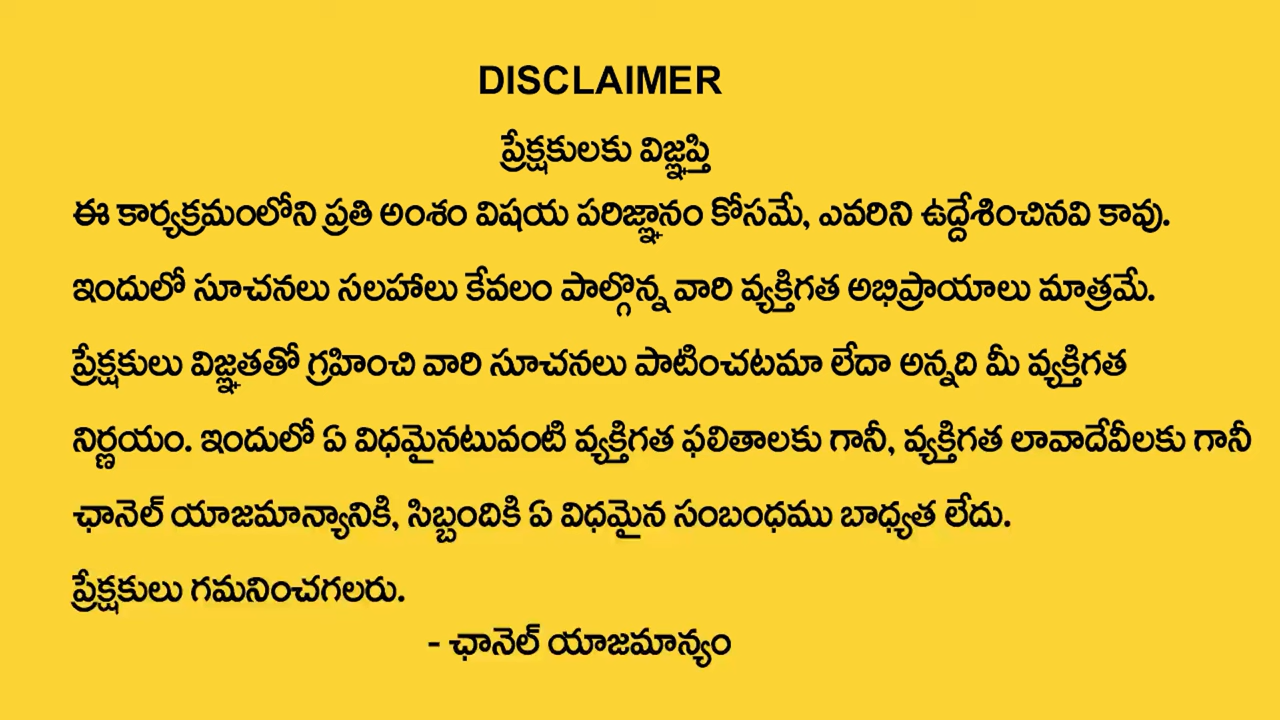 DISCLAIMER
ప్రేక్షకులకు విజ్ఞప్తి
ఈ కార్యక్రమంలోని ప్రతి అంశం విషయ పరిజ్ఞానం కోసమే, ఎవరిని ఉద్దేశించినవి కావు.
ఇందులో సూచనలు సలహాలు కేవలం పాల్గొన్న వారి వ్యక్తిగత అభిప్రాయాలు మాత్రమే.
ప్రేక్షకులు విజ్ఞతతో గ్రహించి వారి సూచనలు పాటించటమా లేదా అన్నది మీ వ్యక్తిగత
నిర్ణయం. ఇందులో ఏ విధమైనటువంటి వ్యక్తిగత ఫలితాలకు గానీ, వ్యక్తిగత లావాదేవీలకు గానీ
ఛానెల్ యాజమాన్యానికి, సిబ్బందికి ఏ విధమైన సంబంధము బాధ్యత లేదు.
ప్రేక్షకులు గమనించగలరు.
- ఛానెల్ యాజమాన్యం